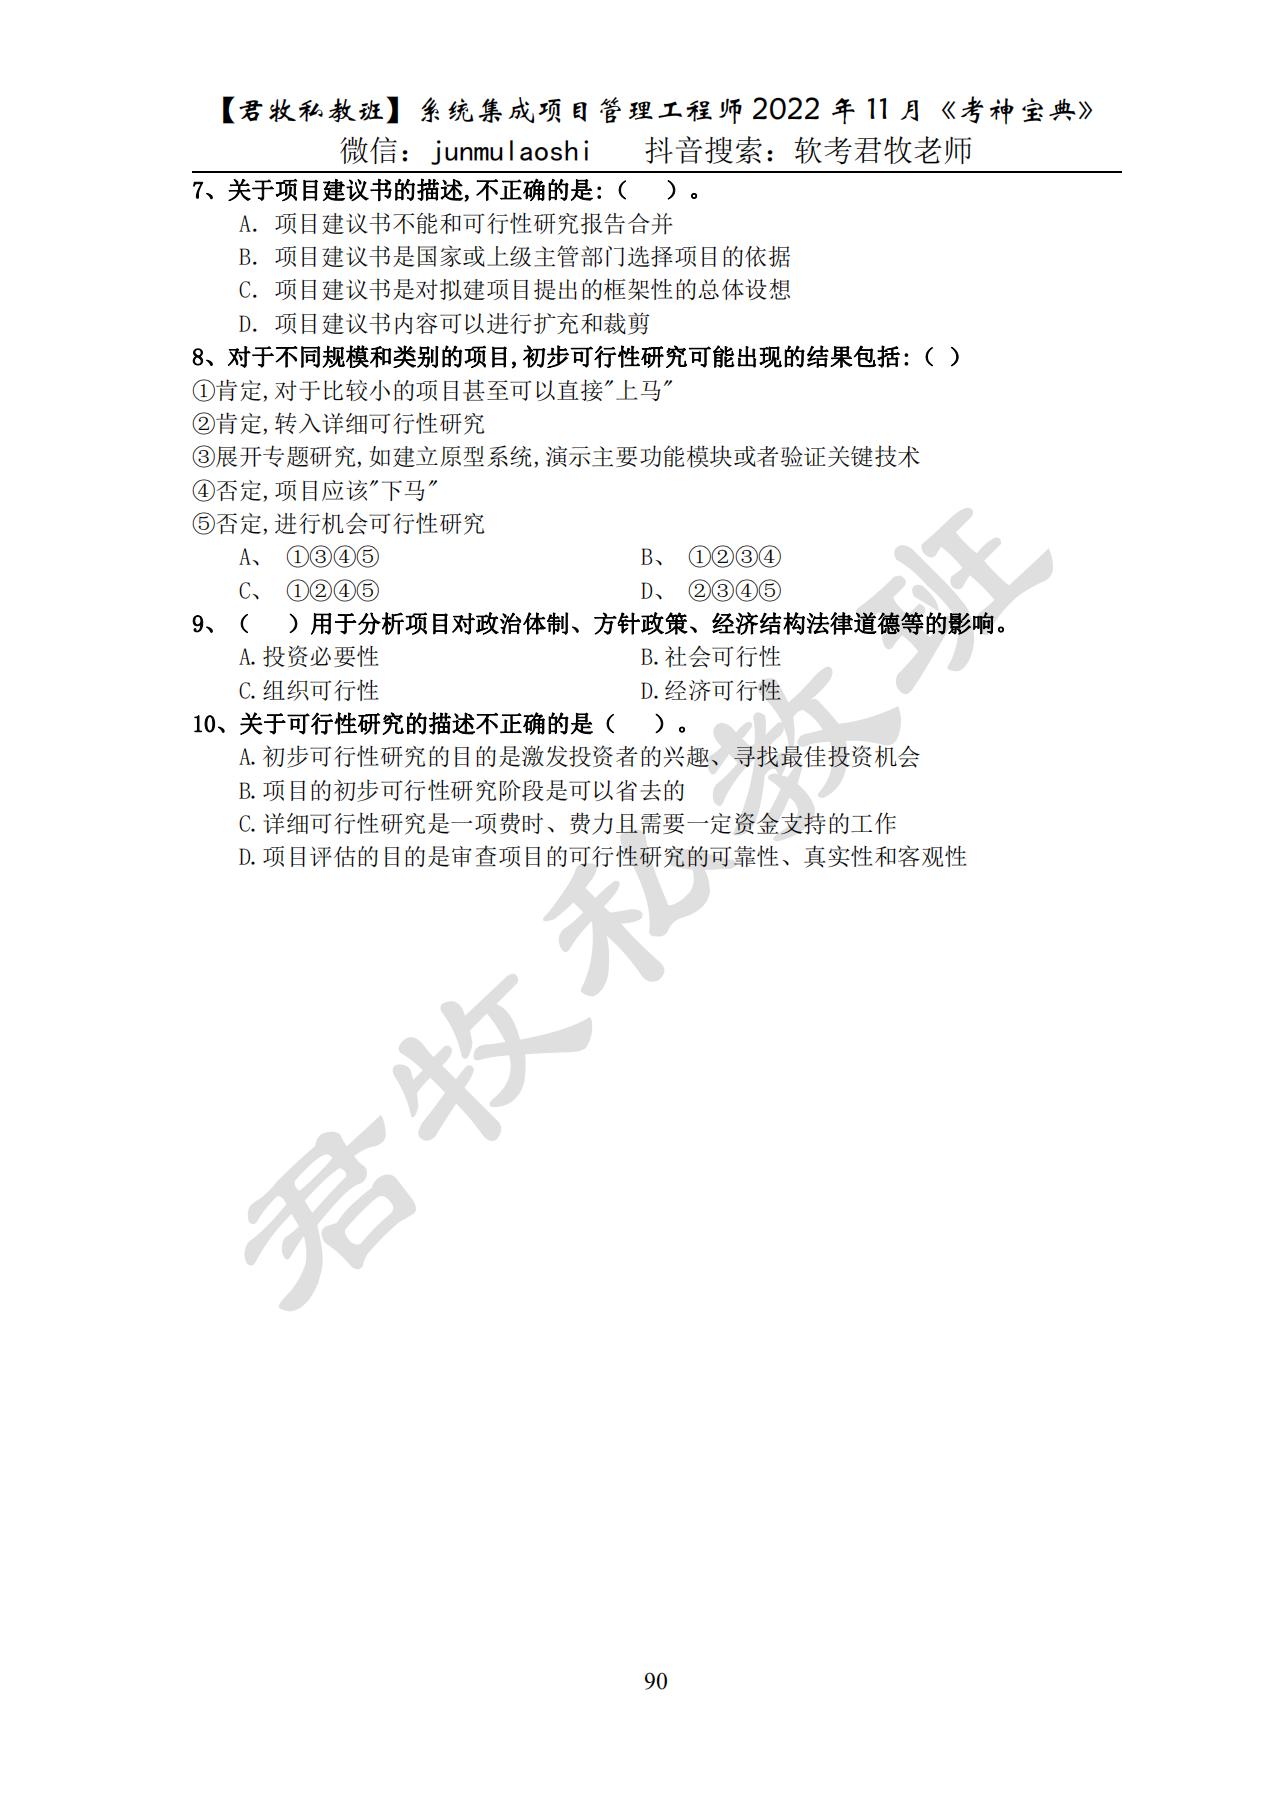 【君牧私教班】系统集成项目管理工程师 2022 年 11 月《考神宝典》
微信：junmulaoshi 抖音搜索：软考君牧老师
7、关于项目建议书的描述,不正确的是:（ ）。
A. 项目建议书不能和可行性研究报告合并
B. 项目建议书是国家或上级主管部门选择项目的依据
C. 项目建议书是对拟建项目提出的框架性的总体设想
D. 项目建议书内容可以进行扩充和裁剪
8、对于不同规模和类别的项目,初步可行性研究可能出现的结果包括:（ ）
①肯定,对于比较小的项目甚至可以直接"上马"
②肯定,转入详细可行性研究
③展开专题研究,如建立原型系统,演示主要功能模块或者验证关键技术
④否定,项目应该"下马"
⑤否定,进行机会可行性研究
A、 ①③④⑤ B、 ①②③④
C、 ①②④⑤ D、 ②③④⑤
9、（ ）用于分析项目对政治体制、方针政策、经济结构法律道德等的影响。
A.投资必要性 B.社会可行性
C.组织可行性 D.经济可行性
10、关于可行性研究的描述不正确的是（ ）。
A.初步可行性研究的目的是激发投资者的兴趣、寻找最佳投资机会
B.项目的初步可行性研究阶段是可以省去的
C.详细可行性研究是一项费时、费力且需要一定资金支持的工作
D.项目评估的目的是审查项目的可行性研究的可靠性、真实性和客观性
君牧私教班
90